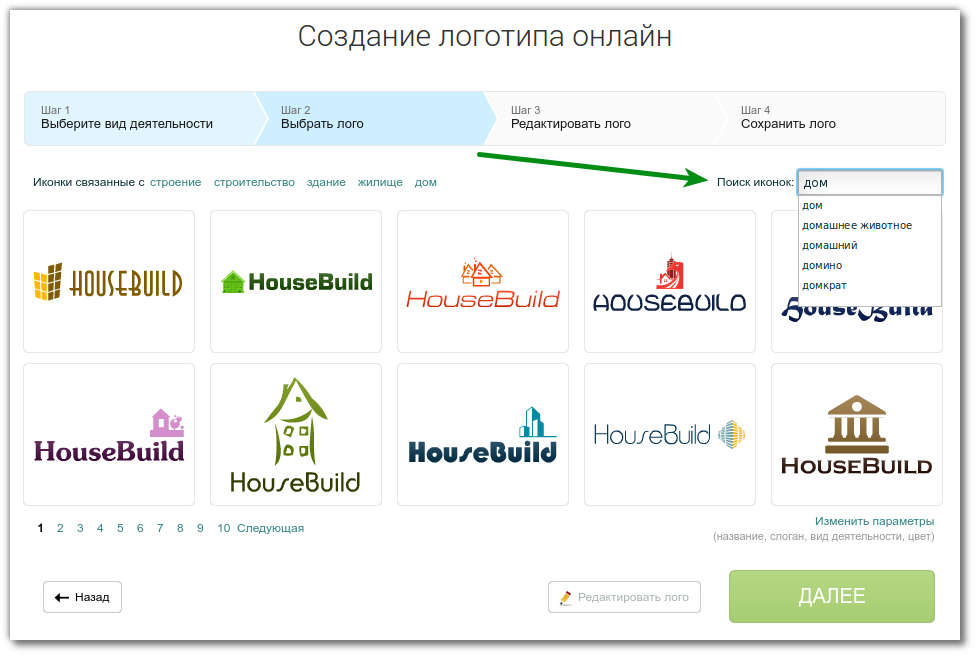 Создание логотипа онлайн
Шаг 1
Выберите вид деятельности
Шаг 2
Выбрать лого
Шаг 3
Редактировать лого
Шаг 4
Сохранить лого
Иконки связанные с строение строительство здание жилище дом
Поиск иконок: дом
дом
домашнее животное
домашний
домино
домкрат
HOUSEBUILD
HouseBuild
HouseBuild
HOUSEBUILD
HouseBuild
HouseBuild
HouseBuild
HouseBuild
HouseBuild
HOUSEBUILD
1 2 3 4 5 6 7 8 9 10 Следующая
Изменить параметры
(название, слоган, вид деятельности, цвет)
Назад
Редактировать лого
ДАЛЕЕ